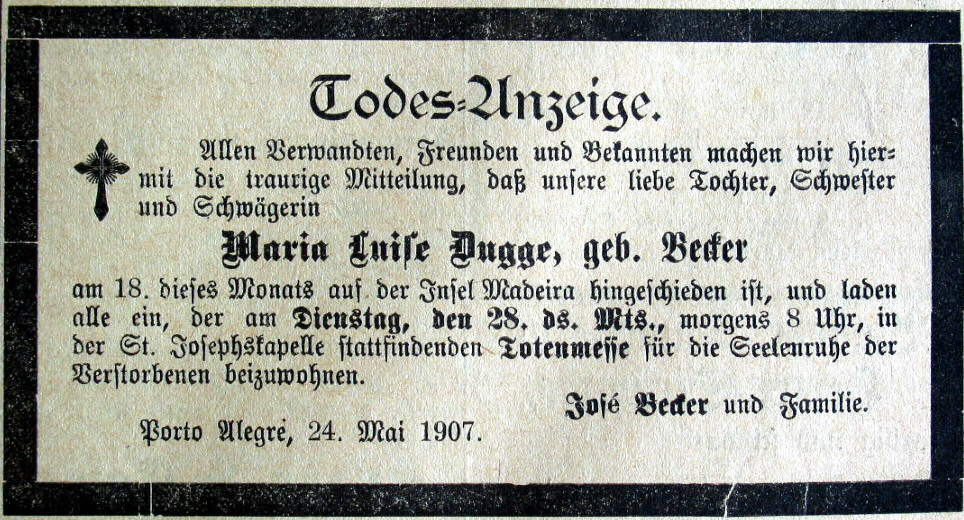 Todes-Anzeige.
Allen Verwandten, Freunden und Bekannten machen wir hier-
mit die traurige Mitteilung, daß unsere liebe Tochter, Schwester
und Schwägerin
Maria Luise Dugge, geb. Becker
am 18. dieses Monats auf der Insel Madeira hingeschieden ist, und laden
alle ein, der am Dienstag, den 28. ds. Mts., morgens 8 Uhr, in
der St. Josephskapelle stattfindenden Totenmesse für die Seelenruhe der
Verstorbenen beizuwohnen.
José Becker und Familie.
Porto Alegre, 24. Mai 1907.